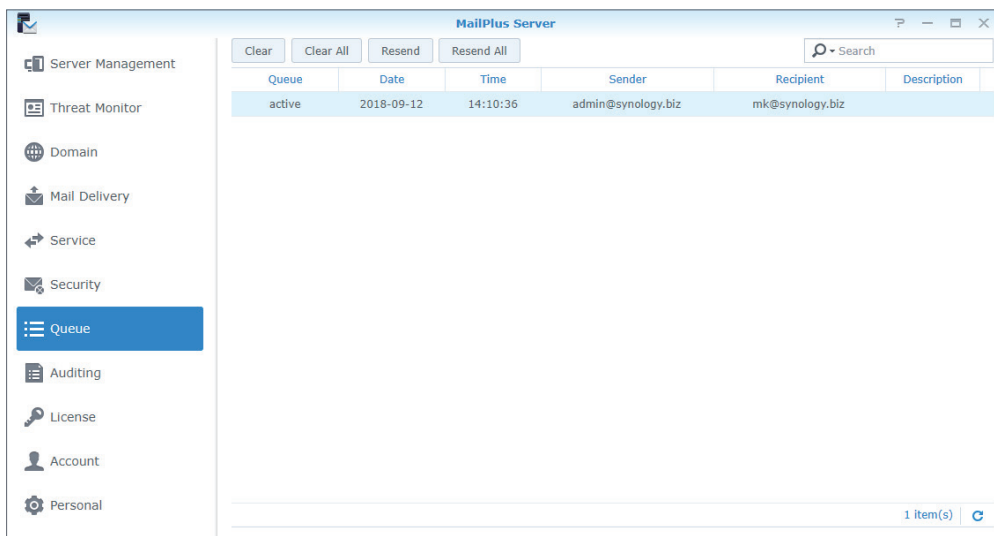 MailPlus Server
Server Management
Threat Monitor
Domain
Mail Delivery
Service
Security
Queue
Auditing
License
Account
Personal
Clear Clear All Resend Resend All Search
Queue Date Time Sender Recipient Description
active 2018-09-12 14:10:36 admin@synology.biz mk@synology.biz
1 item(s)